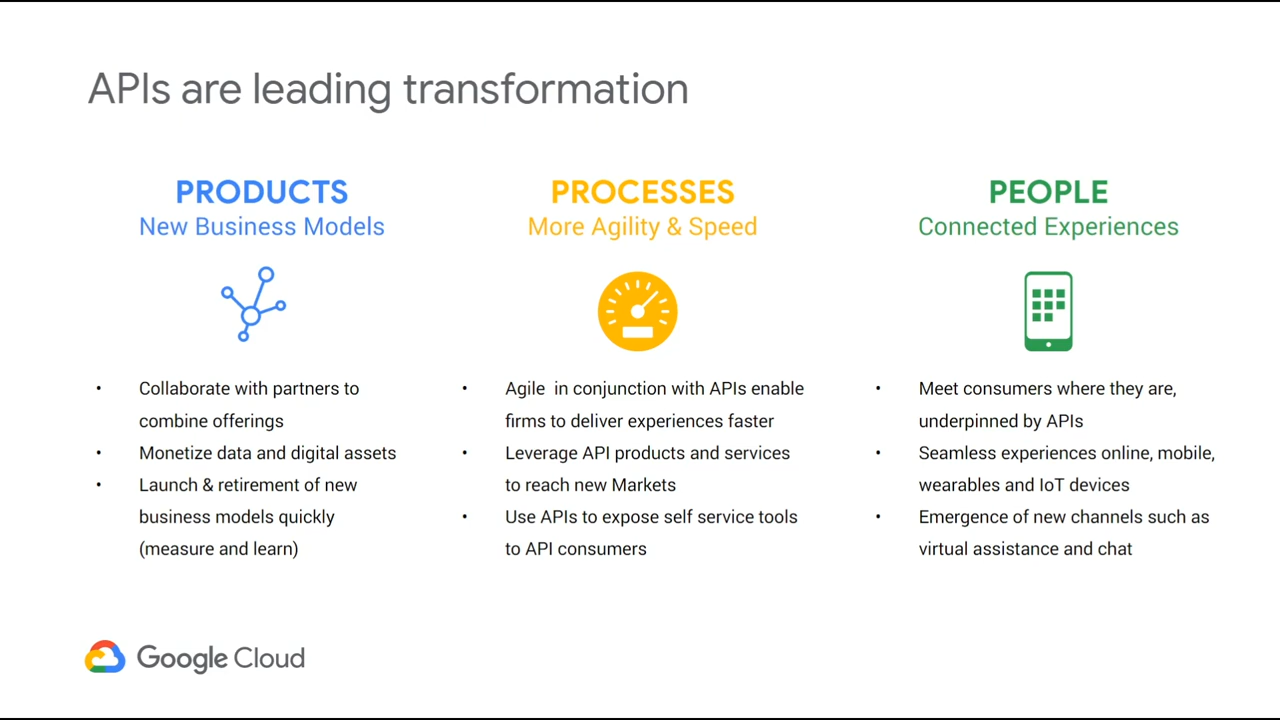 APIs are leading transformation
PRODUCTS
New Business Models
• Collaborate with partners to
combine offerings
• Monetize data and digital assets
• Launch & retirement of new
business models quickly
(measure and learn)
PROCESSES
More Agility & Speed
• Agile  in conjunction with APIs enable
firms to deliver experiences faster
• Leverage API products and services
to reach new Markets
• Use APIs to expose self service tools
to API consumers
PEOPLE
Connected Experiences
• Meet consumers where they are,
underpinned by APIs
• Seamless experiences online, mobile,
wearables and IoT devices
• Emergence of new channels such as
virtual assistance and chat
Google Cloud